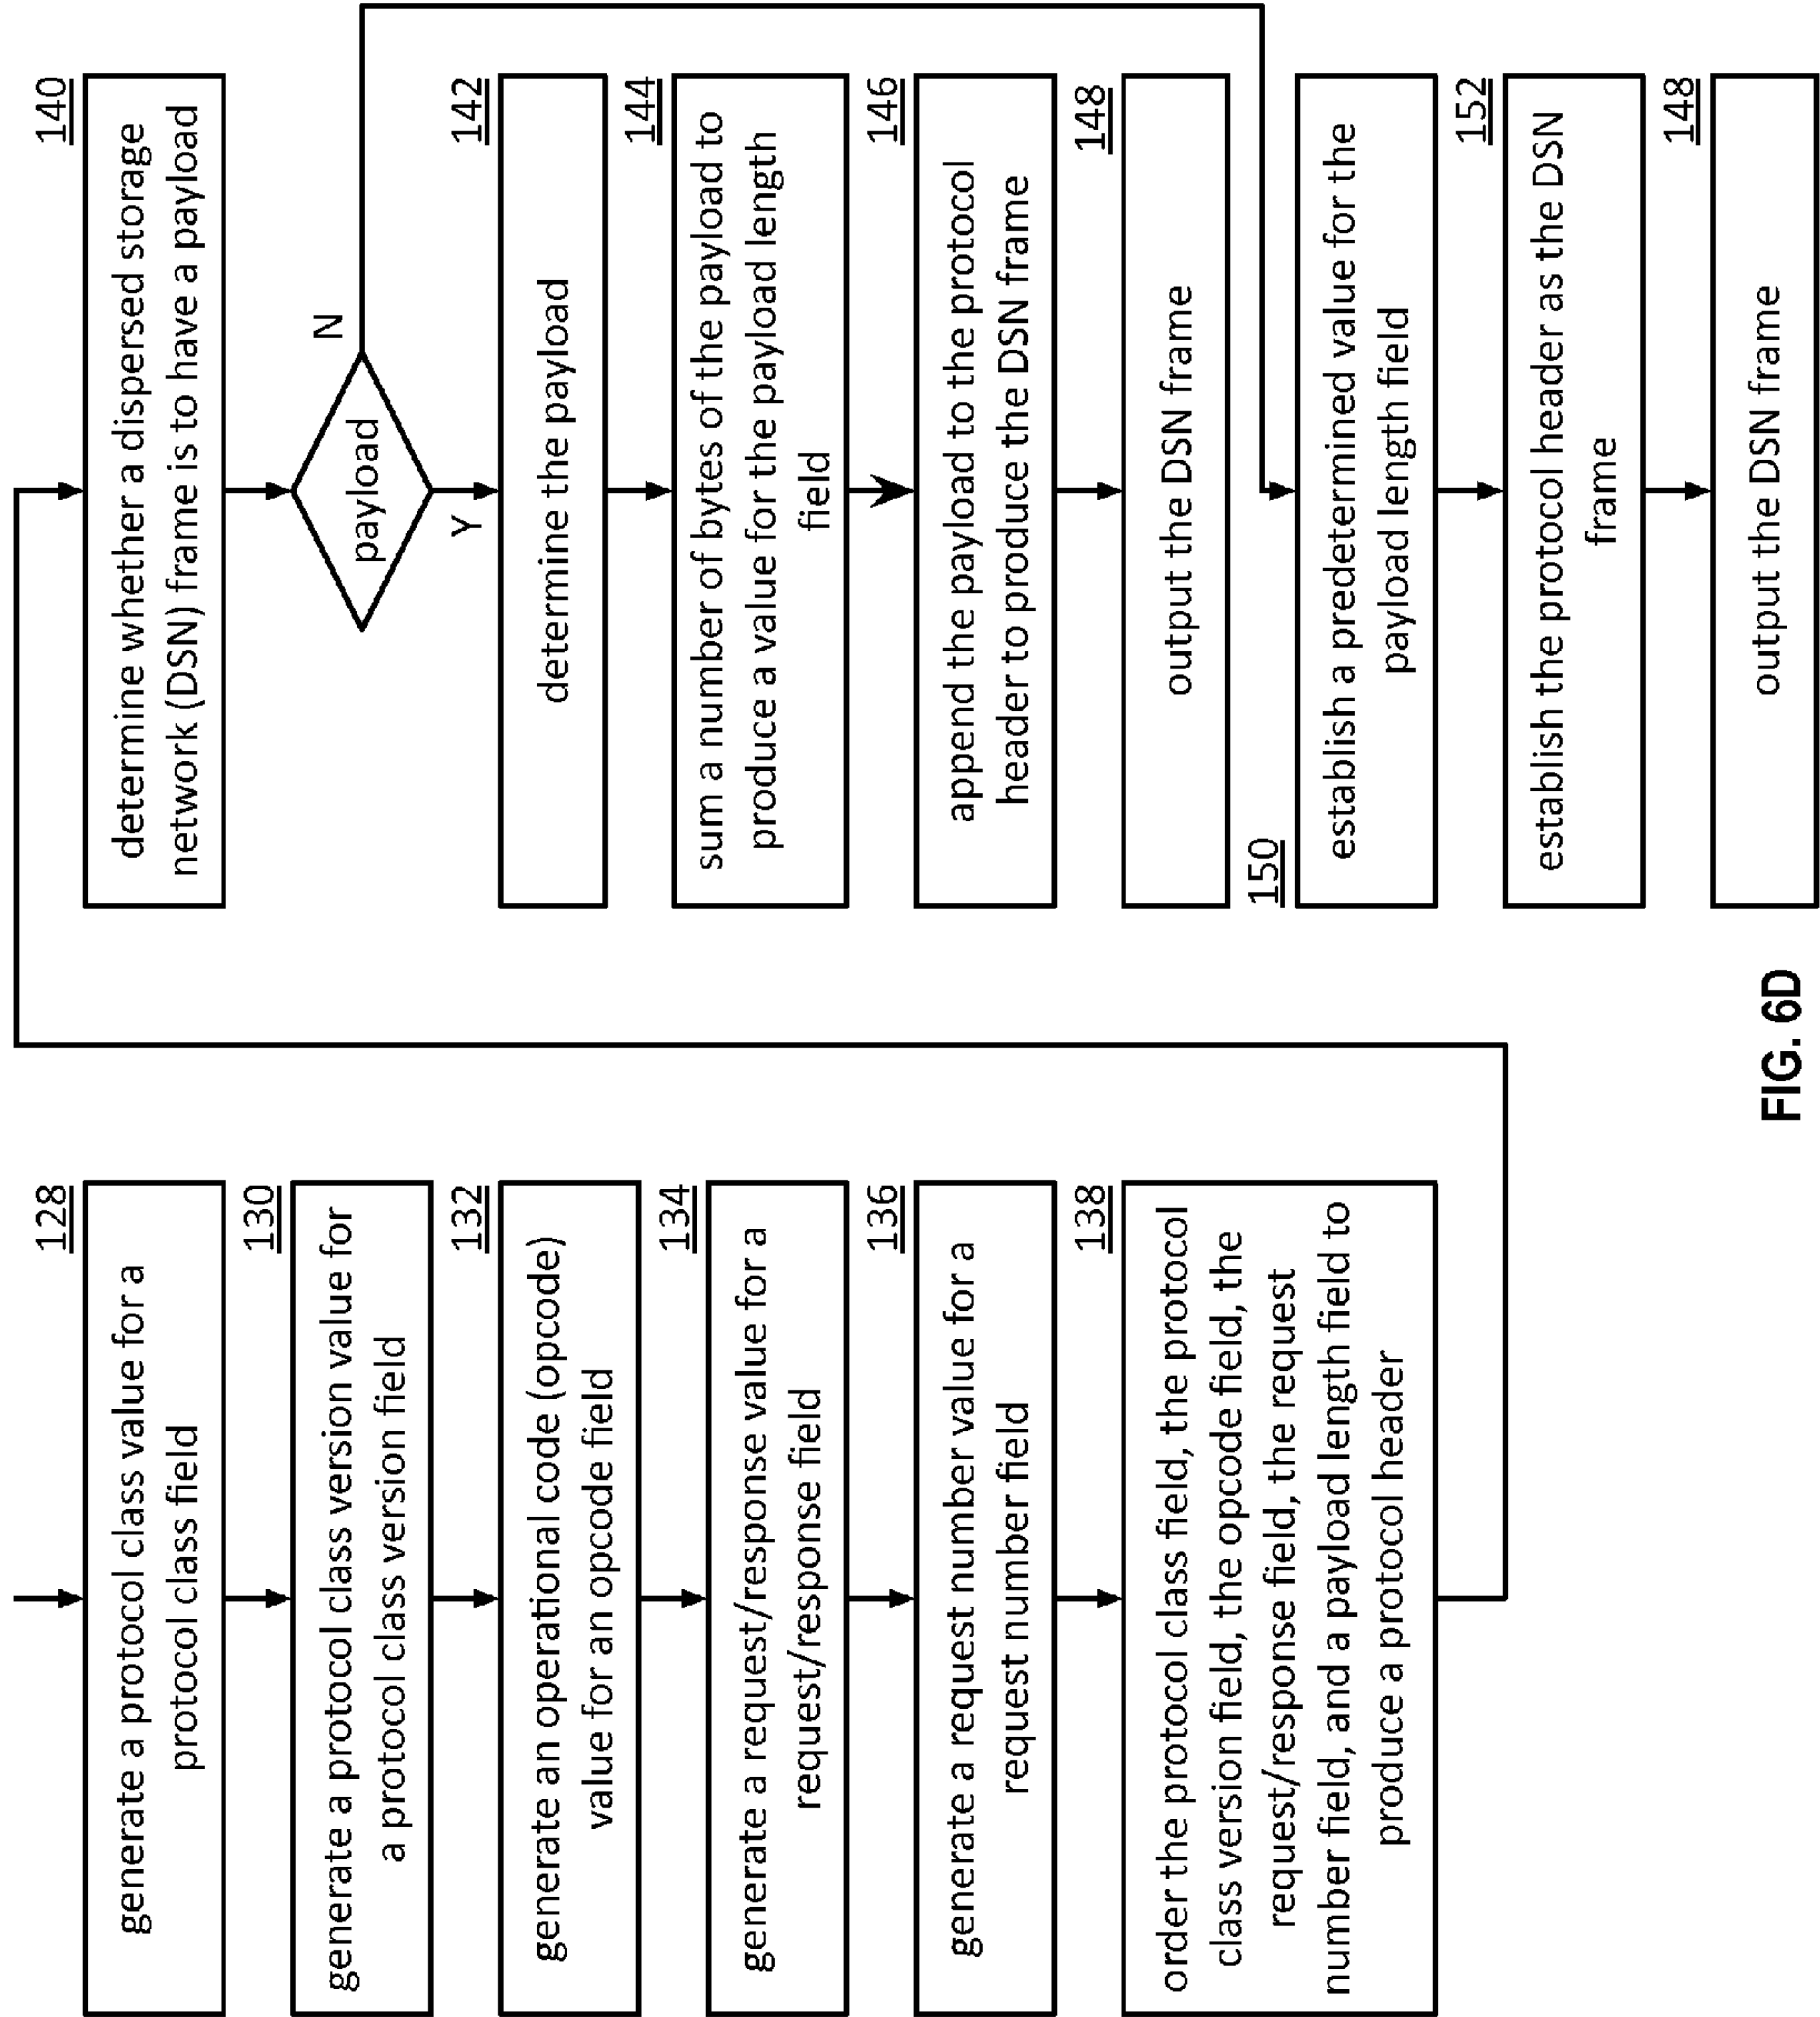 128
generate a protocol class value for a
protocol class field
130
generate a protocol class version value for
a protocol class version field
132
generate an operational code (opcode)
value for an opcode field
134
generate a request/response value for a
request/response field
136
generate a request number value for a
request number field
138
order the protocol class field, the protocol
class version field, the opcode field, the
request/response field, the request
number field, and a payload length field to
produce a protocol header
140
determine whether a dispersed storage
network (DSN) frame is to have a payload
payload
N
Y
142
determine the payload
144
sum a number of bytes of the payload to
produce a value for the payload length
field
146
append the payload to the protocol
header to produce the DSN frame
148
output the DSN frame
150
establish a predetermined value for the
payload length field
152
establish the protocol header as the DSN
frame
148
output the DSN frame
FIG. 6D